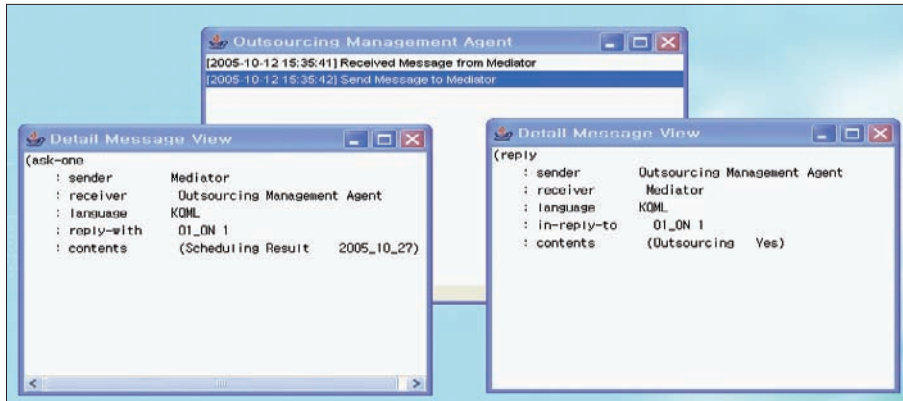 Outsourcing Management Agent
[2005-10-12 15:35:41] Received Message from Mediator
[2005-10-12 15:35:42] Send Message to Mediator
Detail Message View
(ask-one
: sender Mediator
: receiver Outsourcing Management Agent
: language KQML
: reply-with O1_ON 1
: contents (Scheduling Result 2005_10_27)
Detail Message View
(reply
: sender Outsourcing Management Agent
: receiver Mediator
: language KQML
: in-reply-to O1_ON 1
: contents (Outsourcing Yes)